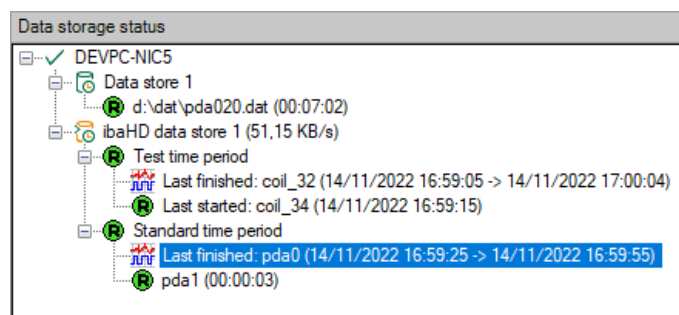 Data storage status
DEVPC-NIC5
Data store 1
R d:\dat\pda020.dat (00:07:02)
ibaHD data store 1 (51,15 KB/s)
R Test time period
Last finished: coil_32 (14/11/2022 16:59:05 -> 14/11/2022 17:00:04)
R Last started: coil_34 (14/11/2022 16:59:15)
R Standard time period
Last finished: pda0 (14/11/2022 16:59:25 -> 14/11/2022 16:59:55)
R pda1 (00:00:03)